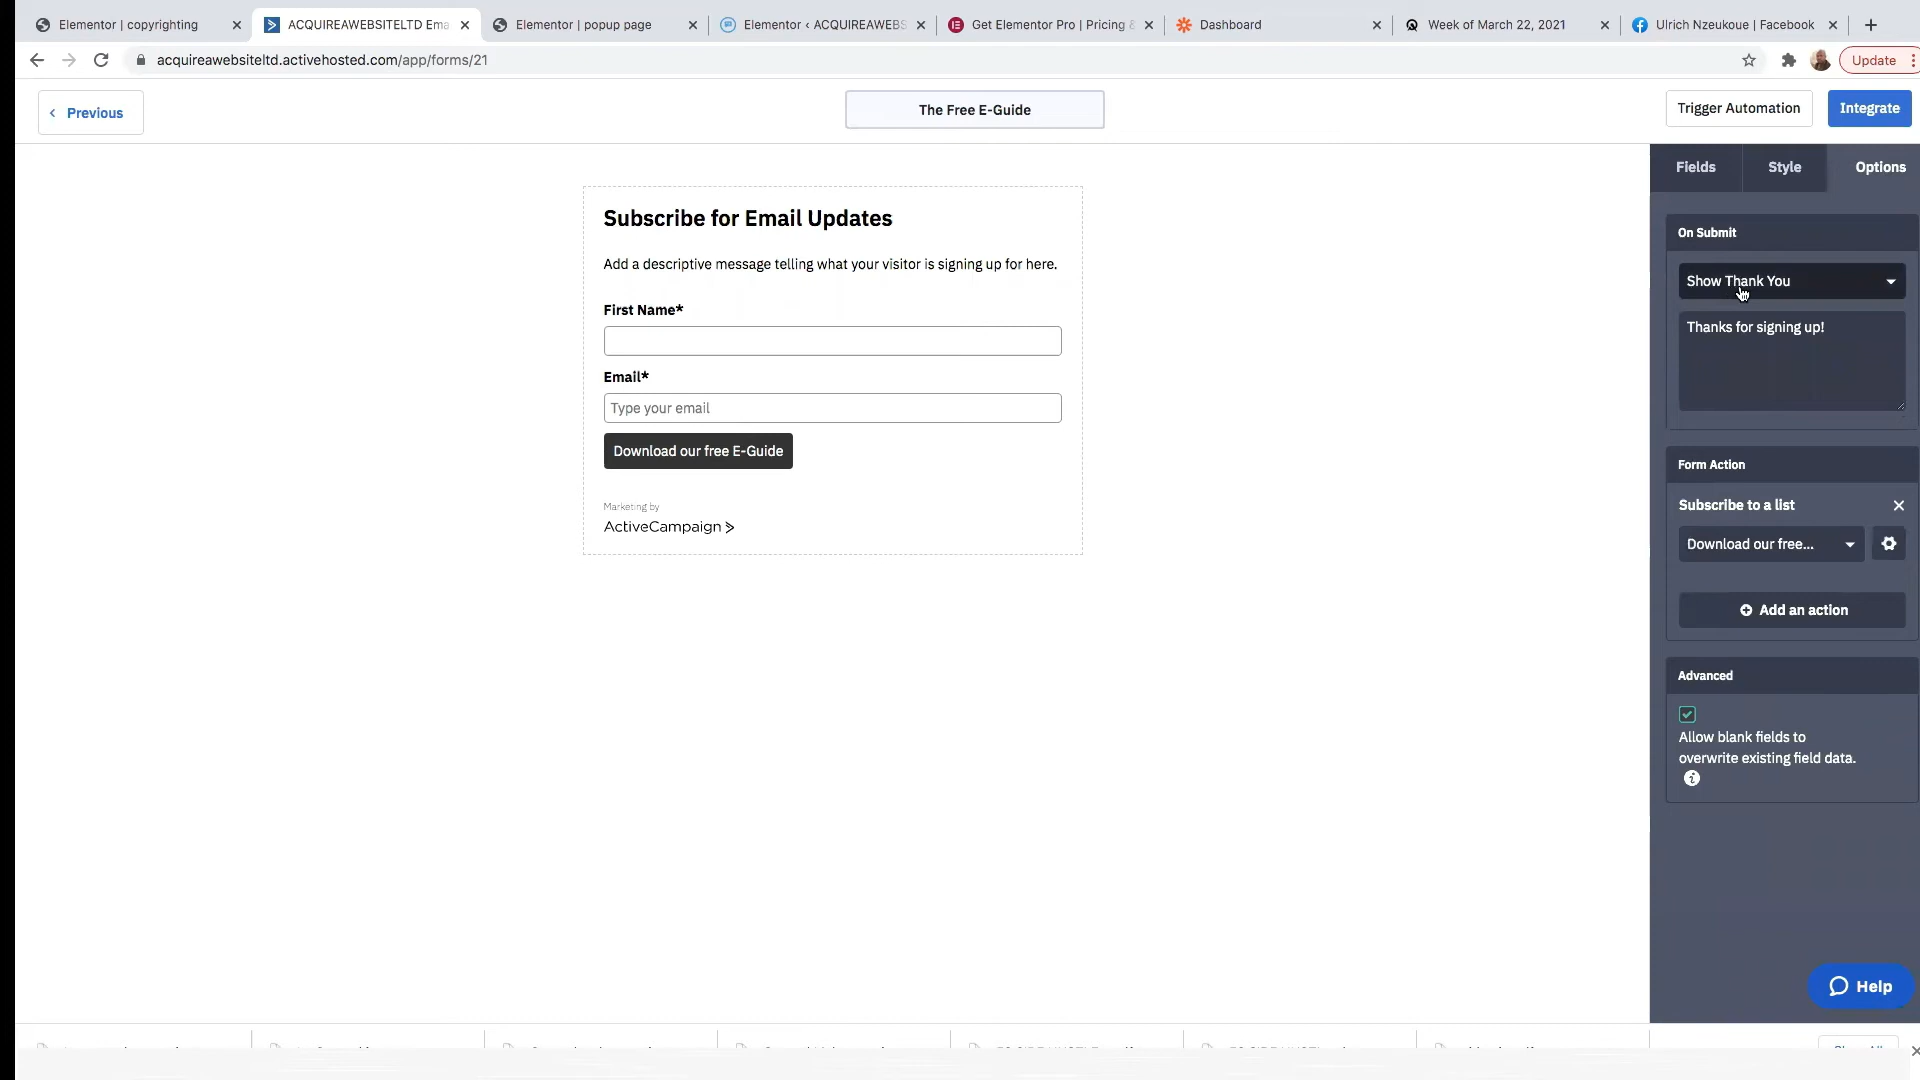 Elementor | copyrighting
ACQUIREAWEBSITELTD Ema
Elementor | popup page
Elementor ‹ ACQUIREAWEBS
Get Elementor Pro | Pricing &
Dashboard
Week of March 22, 2021
Ulrich Nzeukoue | Facebook
acquireawebsiteltd.activehosted.com/app/forms/21
Update
Previous
The Free E-Guide
Trigger Automation
Integrate
Fields
Style
Options
Subscribe for Email Updates
Add a descriptive message telling what your visitor is signing up for here.
First Name*
Email*
Type your email
Download our free E-Guide
Marketing by
ActiveCampaign >
On Submit
Show Thank You
Thanks for signing up!
Form Action
Subscribe to a list
Download our free...
Add an action
Advanced
Allow blank fields to
overwrite existing field data.
Help